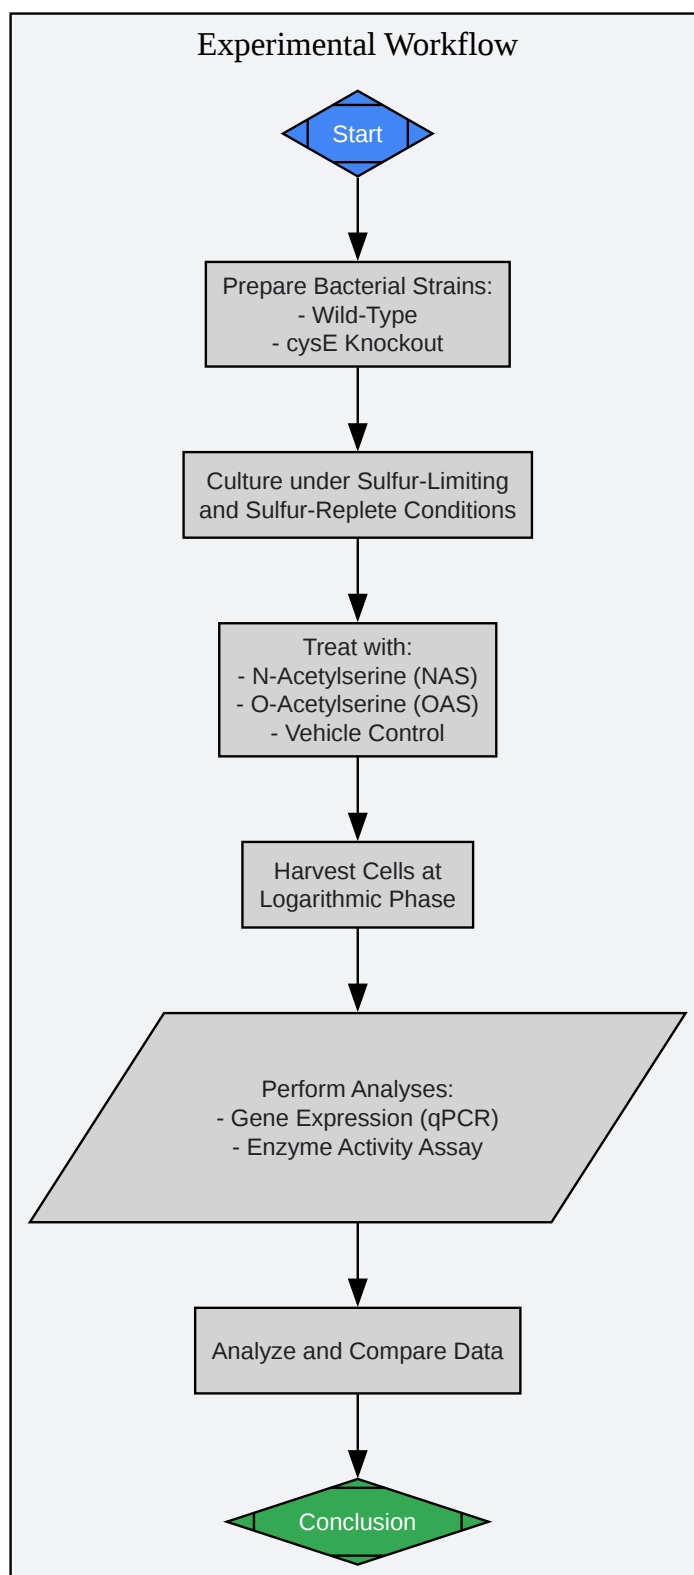 Experimental Workflow
Start
Prepare Bacterial Strains:
- Wild-Type
- cysE Knockout
Culture under Sulfur-Limiting
and Sulfur-Replete Conditions
Treat with:
- N-Acetylserine (NAS)
- O-Acetylserine (OAS)
- Vehicle Control
Harvest Cells at
Logarithmic Phase
Perform Analyses:
- Gene Expression (qPCR)
- Enzyme Activity Assay
Analyze and Compare Data
Conclusion